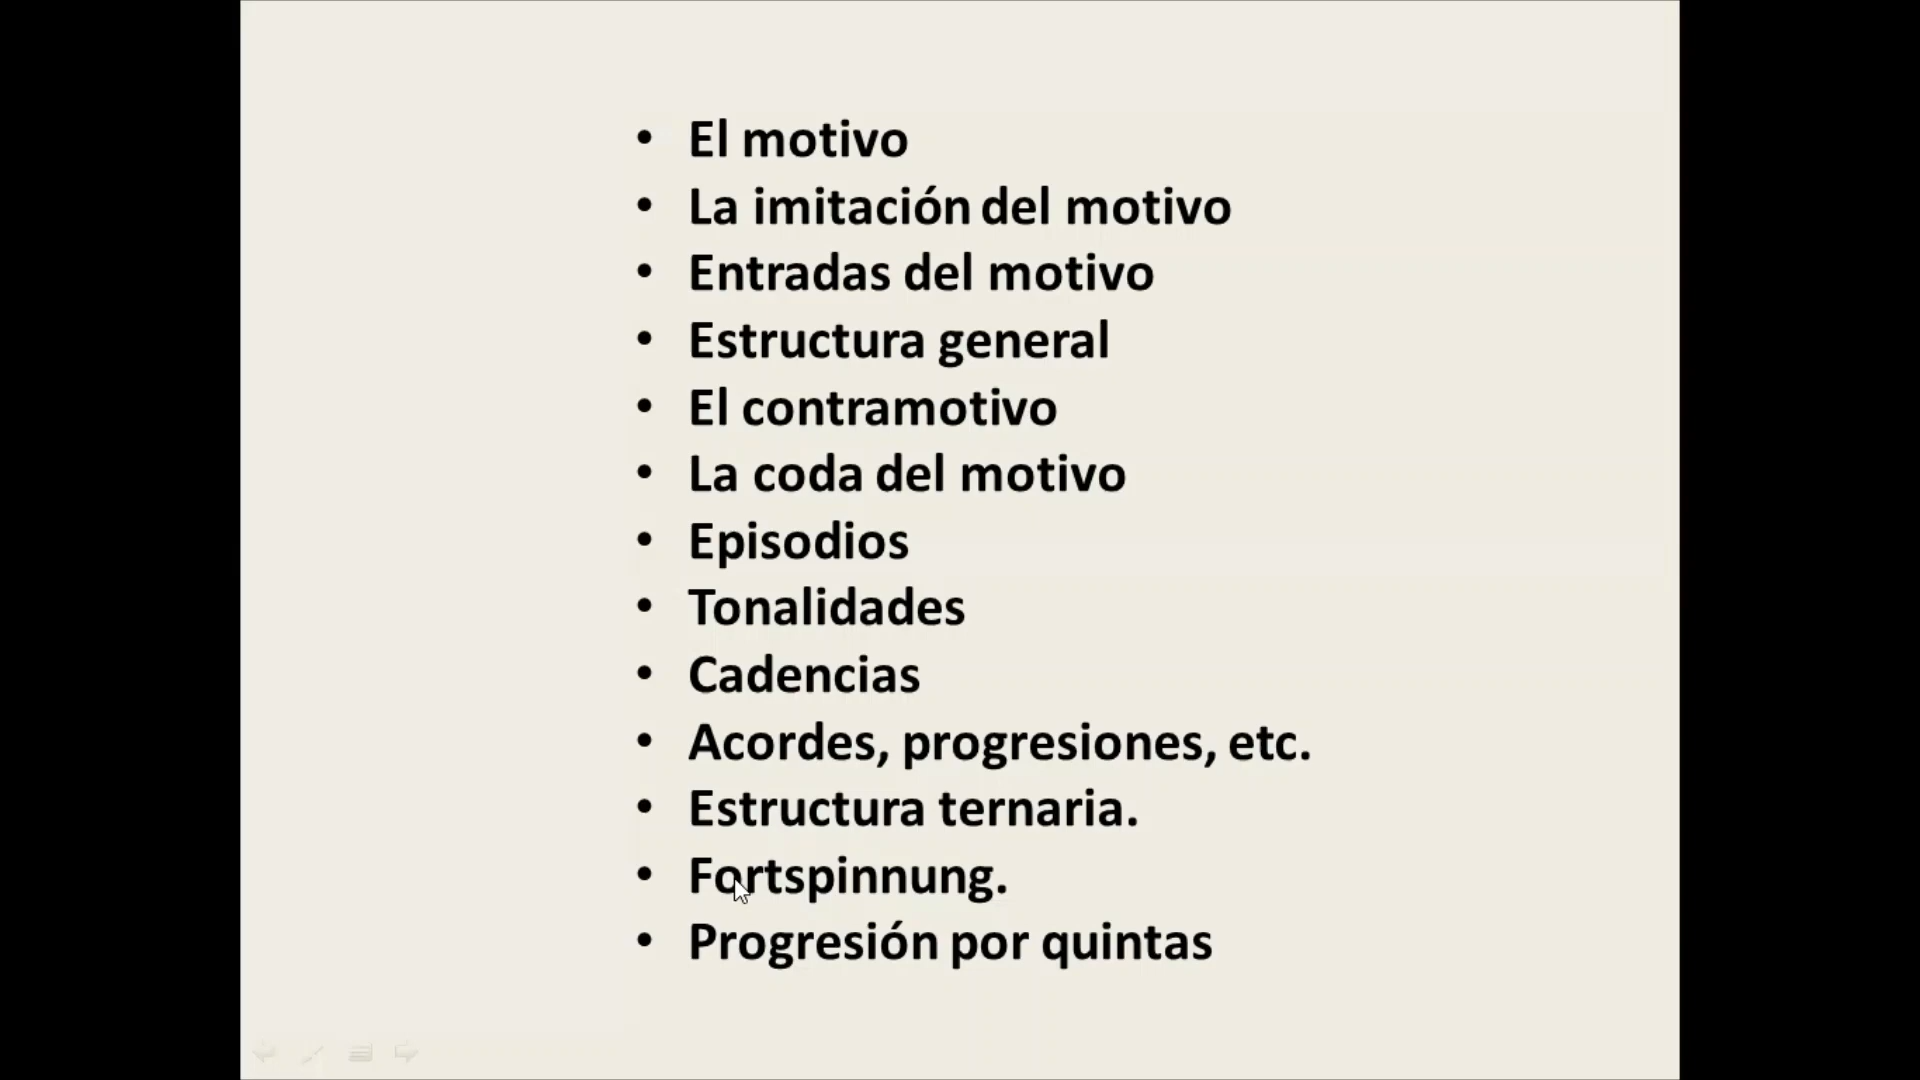 • El motivo
• La imitación del motivo
• Entradas del motivo
• Estructura general
• El contramotivo
• La coda del motivo
• Episodios
• Tonalidades
• Cadencias
• Acordes, progresiones, etc.
• Estructura ternaria.
• Fortspinnung.
• Progresión por quintas